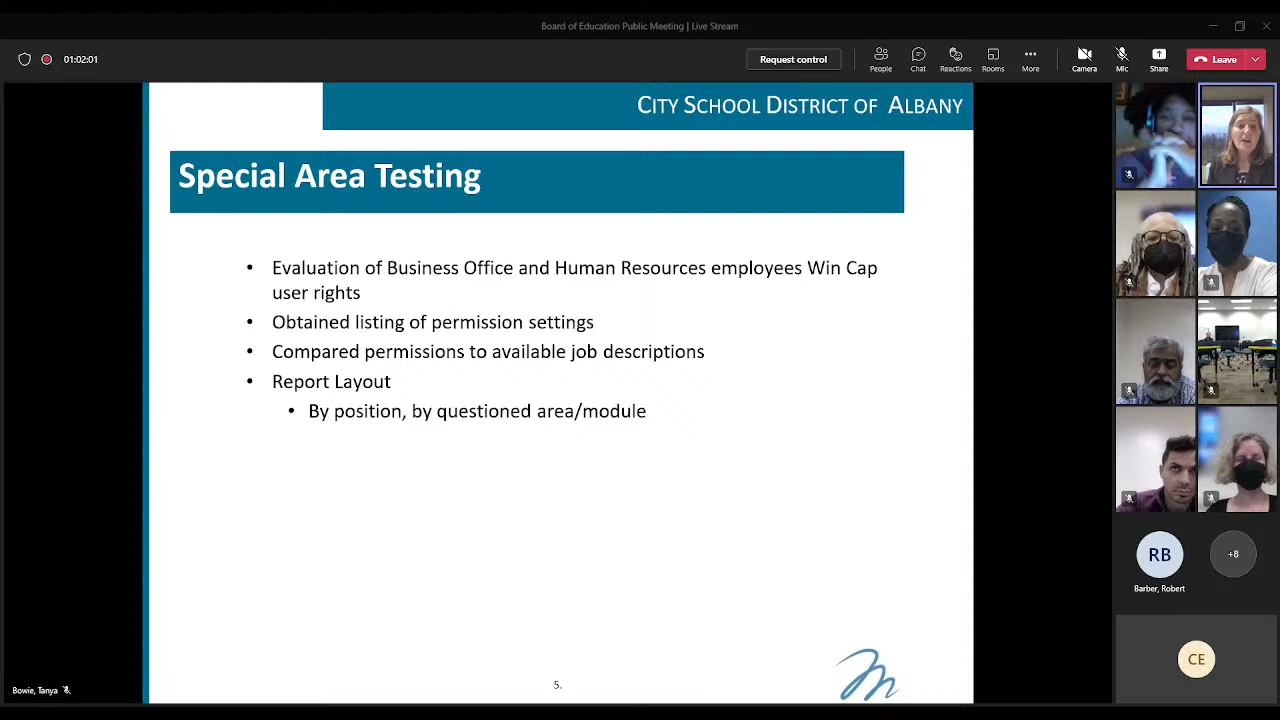 Board of Education Public Meeting | Live Stream
01:02:01
Request control
People
Chat
Reactions
Rooms
More
Camera
Mic
Share
Leave
CITY SCHOOL DISTRICT OF ALBANY
Special Area Testing
• Evaluation of Business Office and Human Resources employees Win Cap
user rights
• Obtained listing of permission settings
• Compared permissions to available job descriptions
• Report Layout
• By position, by questioned area/module
5.
RB
+8
Barber, Robert
CE
Bowie, Tanya